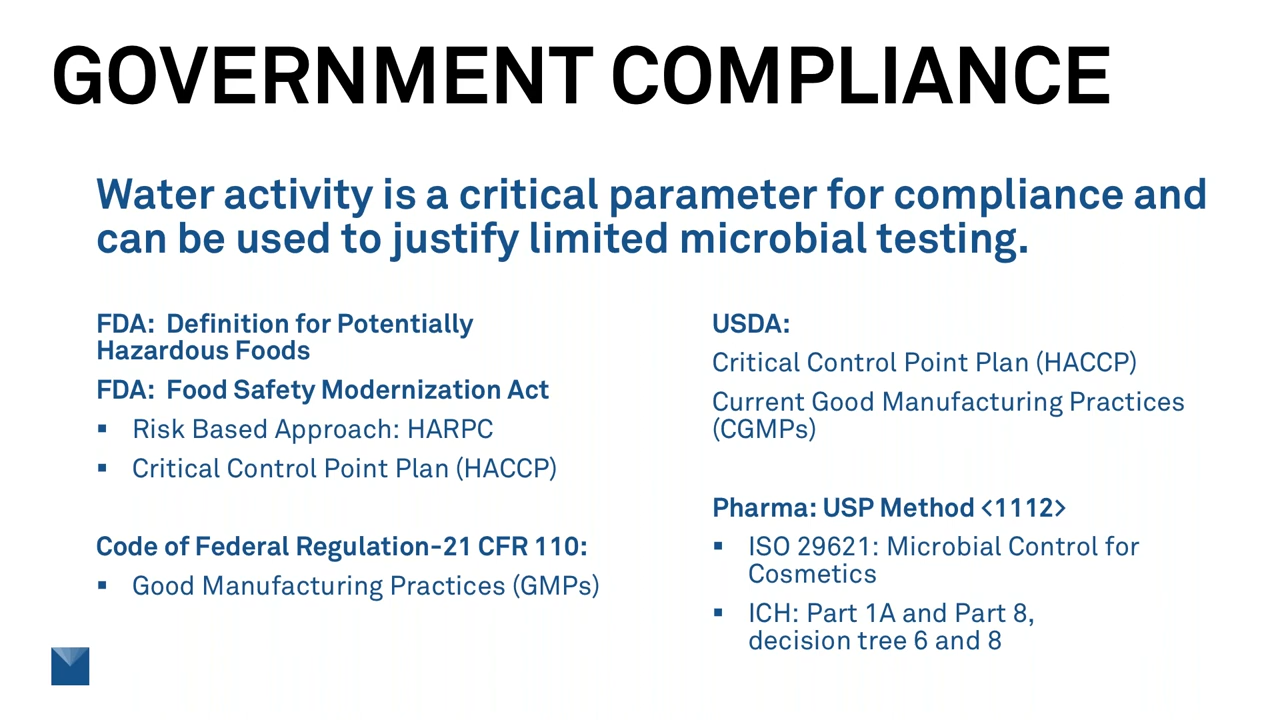 GOVERNMENT COMPLIANCE
Water activity is a critical parameter for compliance and
can be used to justify limited microbial testing.
FDA: Definition for Potentially
Hazardous Foods
FDA: Food Safety Modernization Act
▪ Risk Based Approach: HARPC
▪ Critical Control Point Plan (HACCP)
Code of Federal Regulation-21 CFR 110:
▪ Good Manufacturing Practices (GMPs)
USDA:
Critical Control Point Plan (HACCP)
Current Good Manufacturing Practices
(CGMPs)
Pharma: USP Method <1112>
▪ ISO 29621: Microbial Control for
Cosmetics
▪ ICH: Part 1A and Part 8,
decision tree 6 and 8